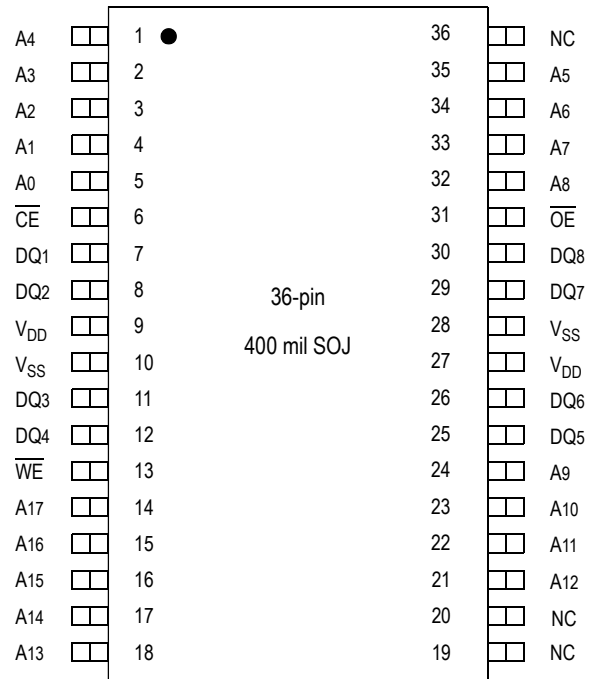 A4 1 36 NC
A3 2 35 A5
A2 3 34 A6
A1 4 33 A7
A0 5 32 A8
C̅E̅ 6 31 O̅E̅
DQ1 7 30 DQ8
DQ2 8 36-pin 29 DQ7
VDD 9 28 VSS
VSS 10 400 mil SOJ 27 VDD
DQ3 11 26 DQ6
DQ4 12 25 DQ5
W̅E̅ 13 24 A9
A17 14 23 A10
A16 15 22 A11
A15 16 21 A12
A14 17 20 NC
A13 18 19 NC